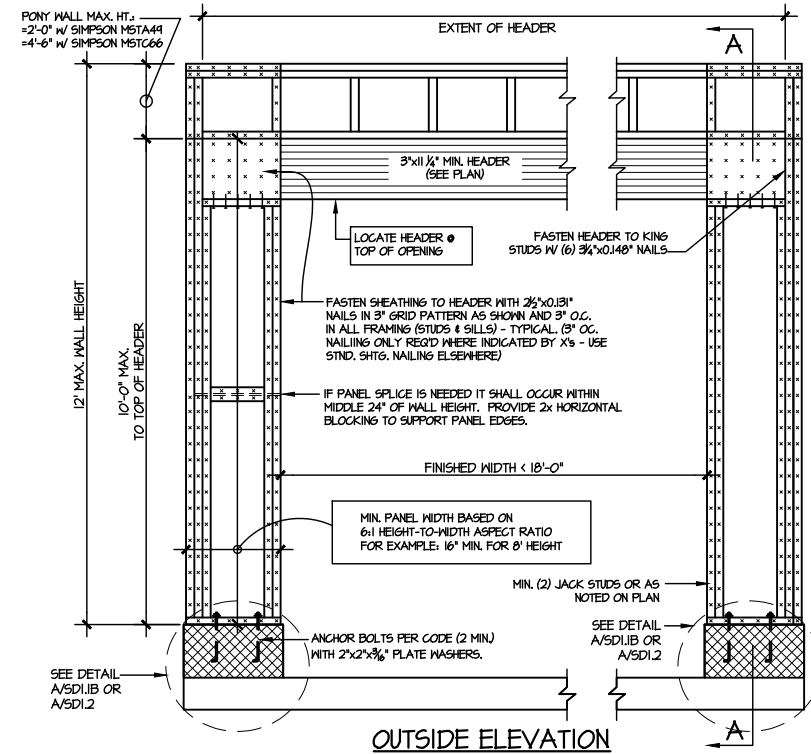 PONY WALL MAX. HT.:
=2'-0" W/ SIMPSON MSTA49
=4'-6" W/ SIMPSON MSTC66
EXTENT OF HEADER
A
3"x11 1/4" MIN. HEADER
(SEE PLAN)
LOCATE HEADER @
TOP OF OPENING
FASTEN HEADER TO KING
STUDS W/ (6) 3 1/4"x0.148" NAILS
12' MAX. WALL HEIGHT
10'-0" MAX.
TO TOP OF HEADER
FASTEN SHEATHING TO HEADER WITH 2 1/2"x0.131"
NAILS IN 3" GRID PATTERN AS SHOWN AND 3" O.C.
IN ALL FRAMING (STUDS & SILLS) - TYPICAL. (3" OC.
NAILIING ONLY REQ'D WHERE INDICATED BY X's - USE
STND. SHTG. NAILING ELSEWHERE)
IF PANEL SPLICE IS NEEDED IT SHALL OCCUR WITHIN
MIDDLE 24" OF WALL HEIGHT. PROVIDE 2x HORIZONTAL
BLOCKING TO SUPPORT PANEL EDGES.
FINISHED WIDTH < 18'-0"
MIN. PANEL WIDTH BASED ON
6:1 HEIGHT-TO-WIDTH ASPECT RATIO
FOR EXAMPLE: 16" MIN. FOR 8' HEIGHT
MIN. (2) JACK STUDS OR AS
NOTED ON PLAN
SEE DETAIL
A/SD1.1B OR
A/SD1.2
ANCHOR BOLTS PER CODE (2 MIN.)
WITH 2"x2"x3/16" PLATE WASHERS.
SEE DETAIL
A/SD1.1B OR
A/SD1.2
A
OUTSIDE ELEVATION